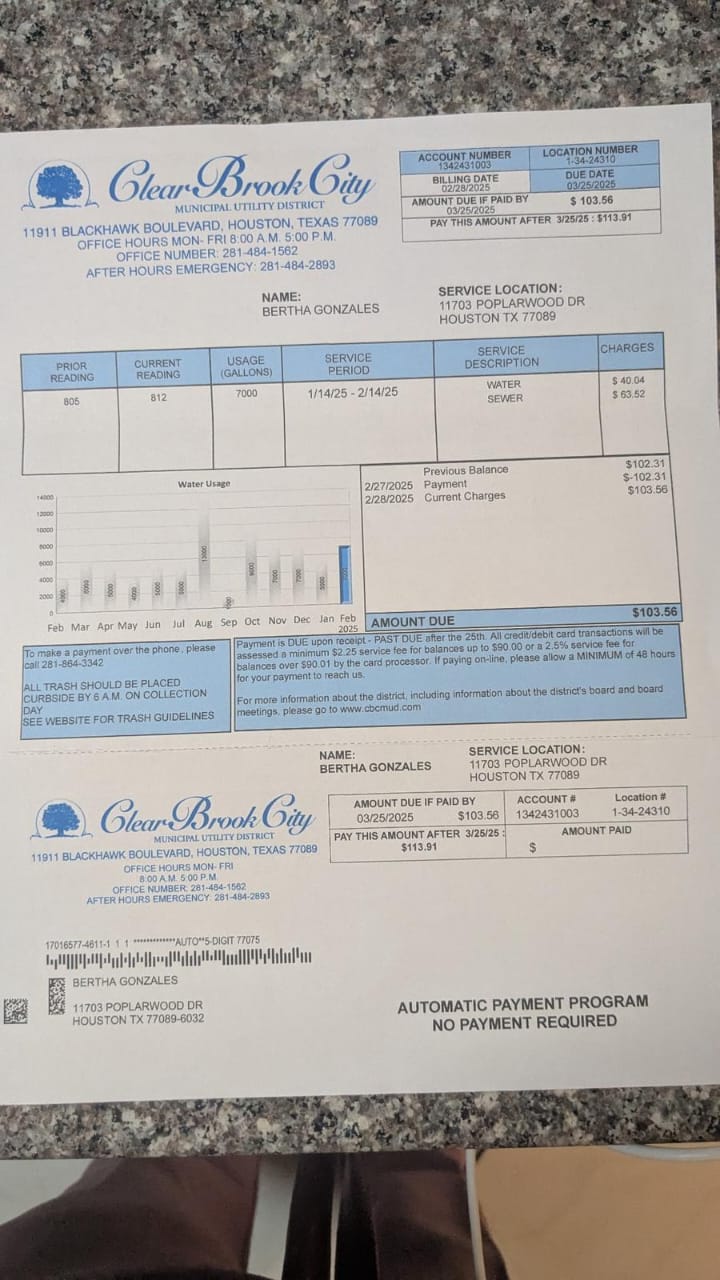 Clear Brook City
MUNICIPAL UTILITY DISTRICT
11911 BLACKHAWK BOULEVARD, HOUSTON, TEXAS 77089
OFFICE HOURS MON- FRI 8:00 A.M. 5:00 P.M.
OFFICE NUMBER: 281-484-1562
AFTER HOURS EMERGENCY: 281-484-2893
ACCOUNT NUMBER
1342431003
LOCATION NUMBER
1-34-24310
BILLING DATE
02/28/2025
DUE DATE
03/25/2025
AMOUNT DUE IF PAID BY
03/25/2025
$ 103.56
PAY THIS AMOUNT AFTER 3/25/25 : $113.91
NAME:
BERTHA GONZALES
SERVICE LOCATION:
11703 POPLARWOOD DR
HOUSTON TX 77089
PRIOR READING
CURRENT READING
USAGE (GALLONS)
SERVICE PERIOD
SERVICE DESCRIPTION
CHARGES
805 812 7000 1/14/25 - 2/14/25 WATER $ 40.04
SEWER $ 63.52
Previous Balance $102.31
2/27/2025 Payment $-102.31
2/28/2025 Current Charges $103.56
AMOUNT DUE $103.56
Water Usage
14000
12000
10000
8000
6000
4000
2000
0
Feb Mar Apr May Jun Jul Aug Sep Oct Nov Dec Jan Feb
2025
To make a payment over the phone, please
call 281-864-3342
ALL TRASH SHOULD BE PLACED
CURBSIDE BY 6 A.M. ON COLLECTION
DAY
SEE WEBSITE FOR TRASH GUIDELINES
Payment is DUE upon receipt - PAST DUE after the 25th. All credit/debit card transactions will be
assessed a minimum $2.25 service fee for balances up to $90.00 or a 2.5% service fee for
balances over $90.01 by the card processor. If paying on-line, please allow a MINIMUM of 48 hours
for your payment to reach us.
For more information about the district, including information about the district's board and board
meetings, please go to www.cbcmud.com
NAME:
BERTHA GONZALES
SERVICE LOCATION:
11703 POPLARWOOD DR
HOUSTON TX 77089
Clear Brook City
MUNICIPAL UTILITY DISTRICT
11911 BLACKHAWK BOULEVARD, HOUSTON, TEXAS 77089
OFFICE HOURS MON- FRI
8:00 A.M. 5:00 P.M.
OFFICE NUMBER: 281-484-1562
AFTER HOURS EMERGENCY: 281-484-2893
AMOUNT DUE IF PAID BY
03/25/2025 $103.56
ACCOUNT #
1342431003
Location #
1-34-24310
PAY THIS AMOUNT AFTER 3/25/25 :
$113.91
AMOUNT PAID
$
17016577-4611-1 1 1 *************AUTO**5-DIGIT 77075
BERTHA GONZALES
11703 POPLARWOOD DR
HOUSTON TX 77089-6032
AUTOMATIC PAYMENT PROGRAM
NO PAYMENT REQUIRED